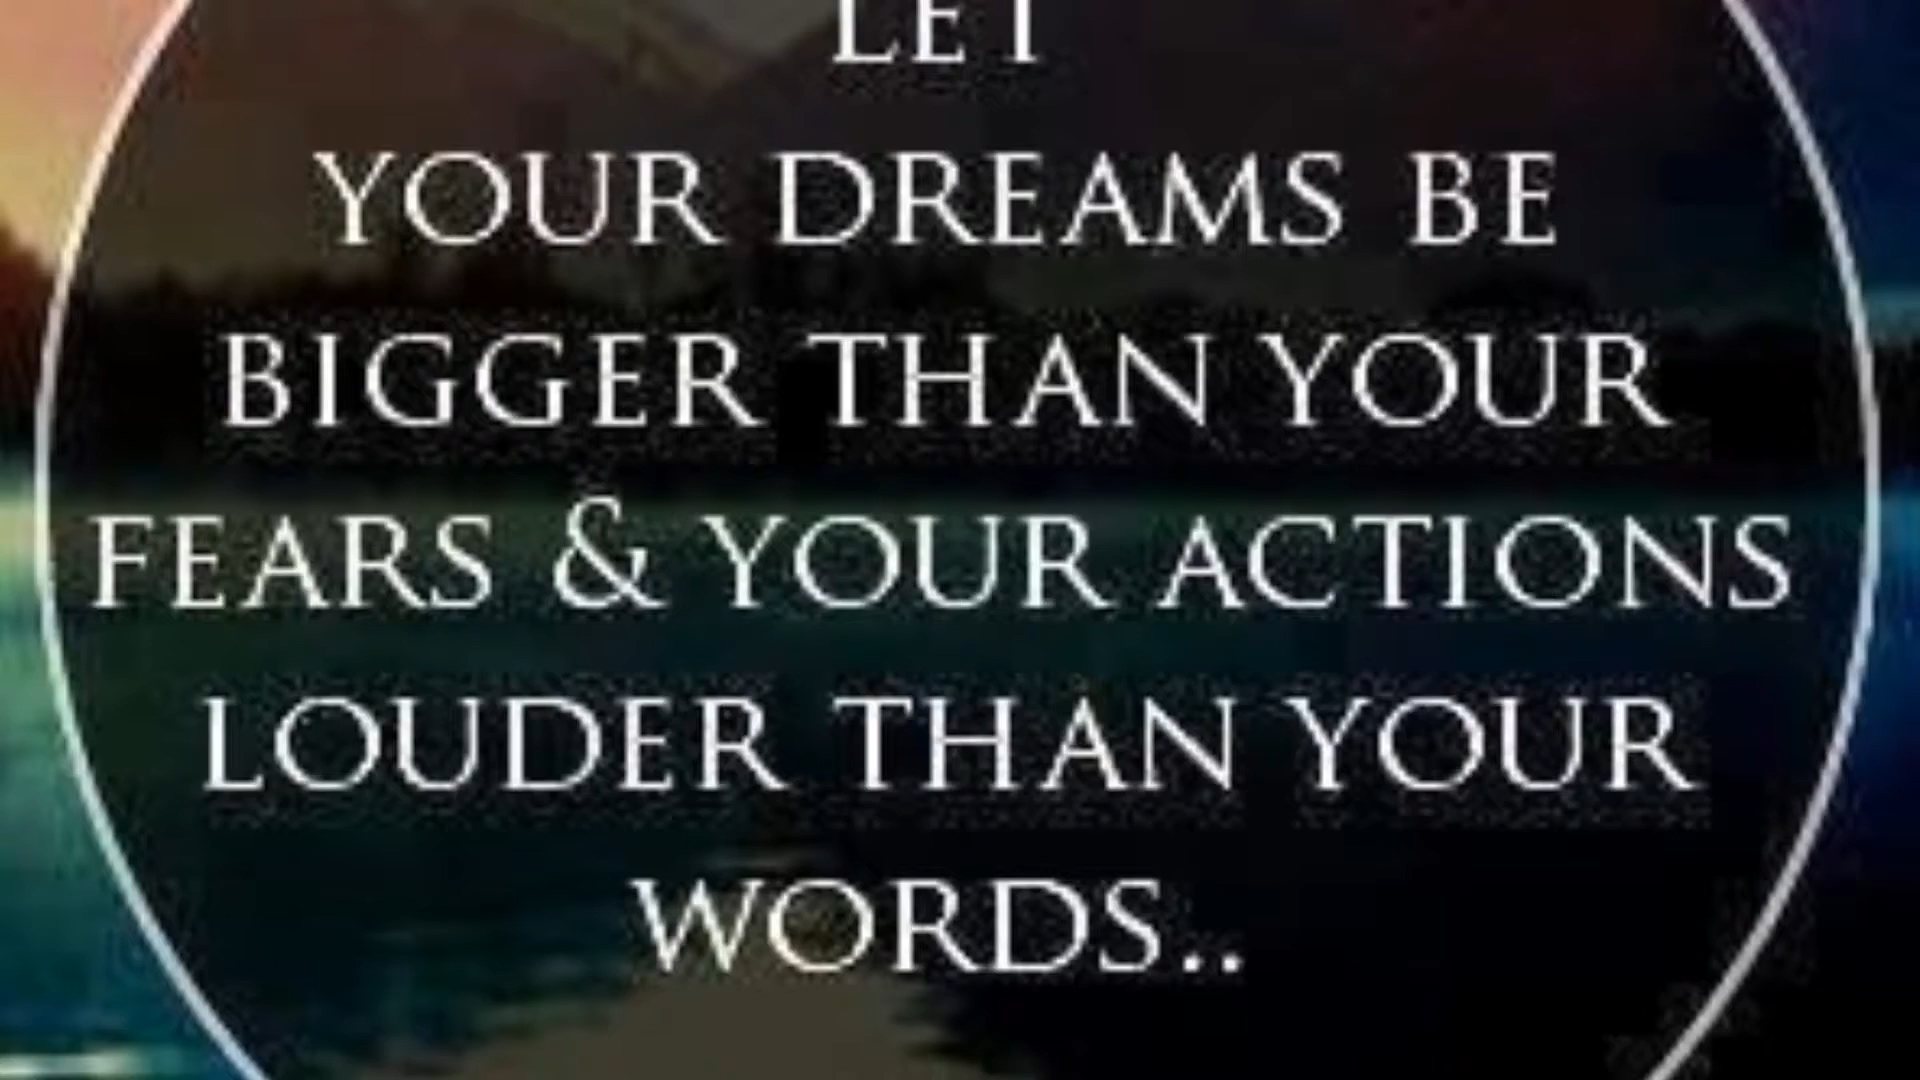 LET
YOUR DREAMS BE
BIGGER THAN YOUR
FEARS & YOUR ACTIONS
LOUDER THAN YOUR
WORDS..